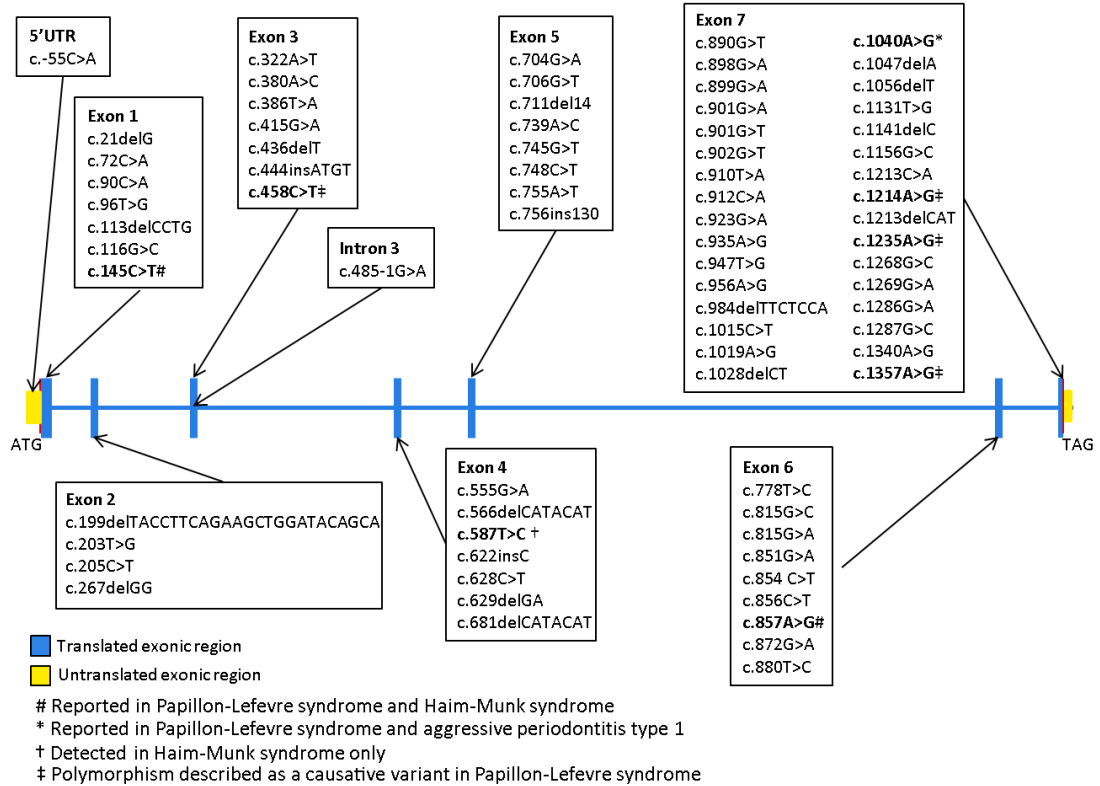 5'UTR
c.-55C>A
Exon 1
c.21delG
c.72C>A
c.90C>A
c.96T>G
c.113delCCTG
c.116G>C
c.145C>T#
Exon 3
c.322A>T
c.380A>C
c.386T>A
c.415G>A
c.436delT
c.444insATGT
c.458C>T‡
Intron 3
c.485-1G>A
Exon 5
c.704G>A
c.706G>T
c.711del14
c.739A>C
c.745G>T
c.748C>T
c.755A>T
c.756ins130
Exon 7
c.890G>T
c.898G>A
c.899G>A
c.901G>A
c.901G>T
c.902G>T
c.910T>A
c.912C>A
c.923G>A
c.935A>G
c.947T>G
c.956A>G
c.984delTTCTCCA
c.1015C>T
c.1019A>G
c.1028delCT
c.1040A>G*
c.1047delA
c.1056delT
c.1131T>G
c.1141delC
c.1156G>C
c.1213C>A
c.1214A>G‡
c.1213delCAT
c.1235A>G‡
c.1268G>C
c.1269G>A
c.1286G>A
c.1287G>C
c.1340A>G
c.1357A>G‡
ATG
TAG
Exon 2
c.199delTACCTTCAGAAGCTGGATACAGCA
c.203T>G
c.205C>T
c.267delGG
Exon 4
c.555G>A
c.566delCATACAT
c.587T>C †
c.622insC
c.628C>T
c.629delGA
c.681delCATACAT
Exon 6
c.778T>C
c.815G>C
c.815G>A
c.851G>A
c.854 C>T
c.856C>T
c.857A>G#
c.872G>A
c.880T>C
Translated exonic region
Untranslated exonic region
# Reported in Papillon-Lefevre syndrome and Haim-Munk syndrome
* Reported in Papillon-Lefevre syndrome and aggressive periodontitis type 1
† Detected in Haim-Munk syndrome only
‡ Polymorphism described as a causative variant in Papillon-Lefevre syndrome